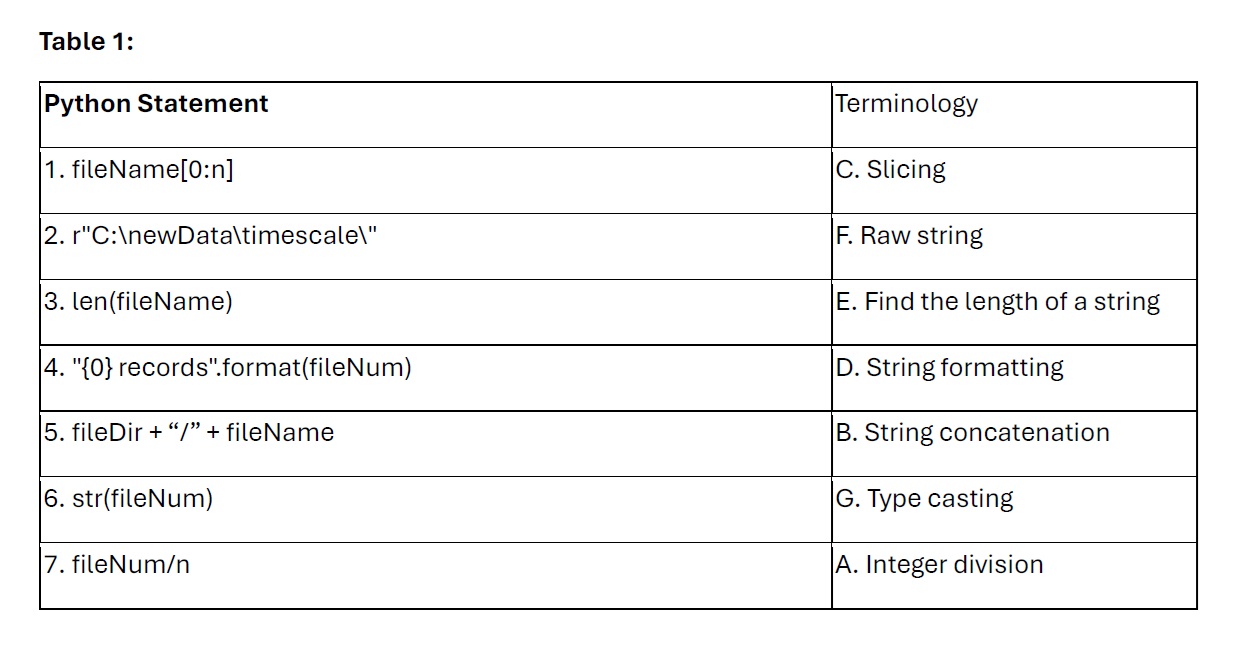 Table 1:
Python Statement Terminology
1. fileName[0:n] C. Slicing
2. r"C:\newData\timescale\" F. Raw string
3. len(fileName) E. Find the length of a string
4. "{0} records".format(fileNum) D. String formatting
5. fileDir + “/” + fileName B. String concatenation
6. str(fileNum) G. Type casting
7. fileNum/n A. Integer division